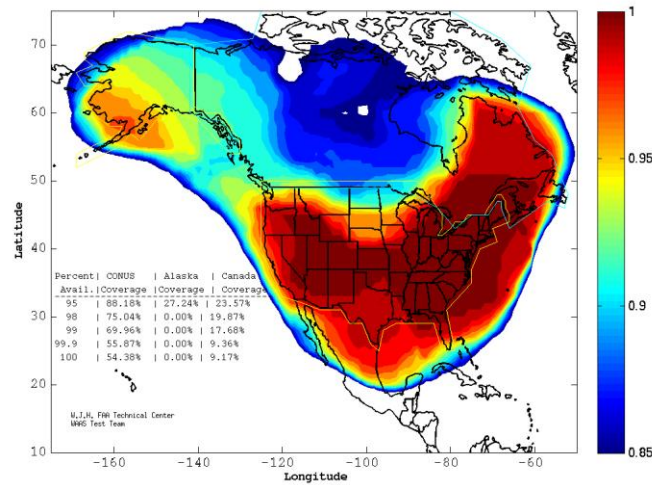 70
60
50
40
30
20
10
Latitude
-160
-140
-120
-100
-80
-60
Longitude
1
0.95
0.9
0.85
Percent| CONUS | Alaska | Canada
Avail.|Coverage | Coverage | Coverage
95 | 88.18% | 27.24% | 23.57%
98 | 75.04% | 0.00% | 19.87%
99 | 69.96% | 0.00% | 17.68%
99.9 | 55.87% | 0.00% | 9.36%
100 | 54.38% | 0.00% | 9.17%
W.J.H. FAA Technical Center
WAAS Test Team